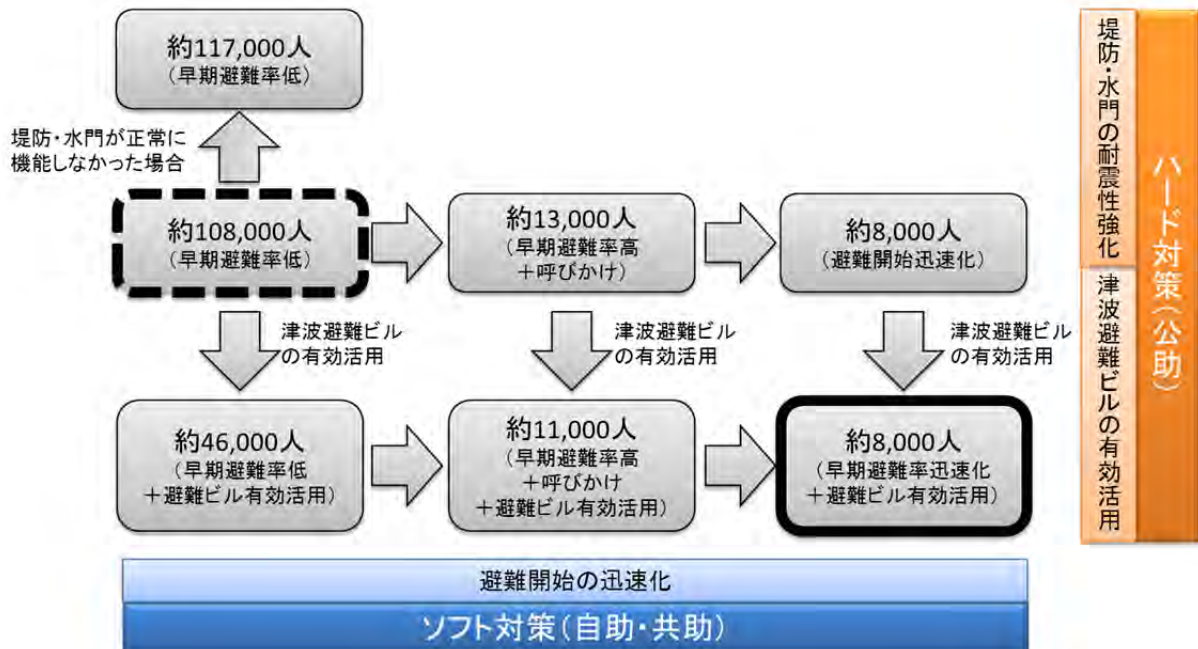 約117,000人
（早期避難率低）
堤防・水門が正常に
機能しなかった場合
約108,000人
（早期避難率低）
約13,000人
（早期避難率高
＋呼びかけ）
約8,000人
（避難開始迅速化）
津波避難ビル
の有効活用
津波避難ビル
の有効活用
津波避難ビル
の有効活用
約46,000人
（早期避難率低
＋避難ビル有効活用）
約11,000人
（早期避難率高
＋呼びかけ
＋避難ビル有効活用）
約8,000人
（早期避難率迅速化
＋避難ビル有効活用）
避難開始の迅速化
ソフト対策（自助・共助）
堤防・水門の耐震性強化
津波避難ビルの有効活用
ハード対策（公助）